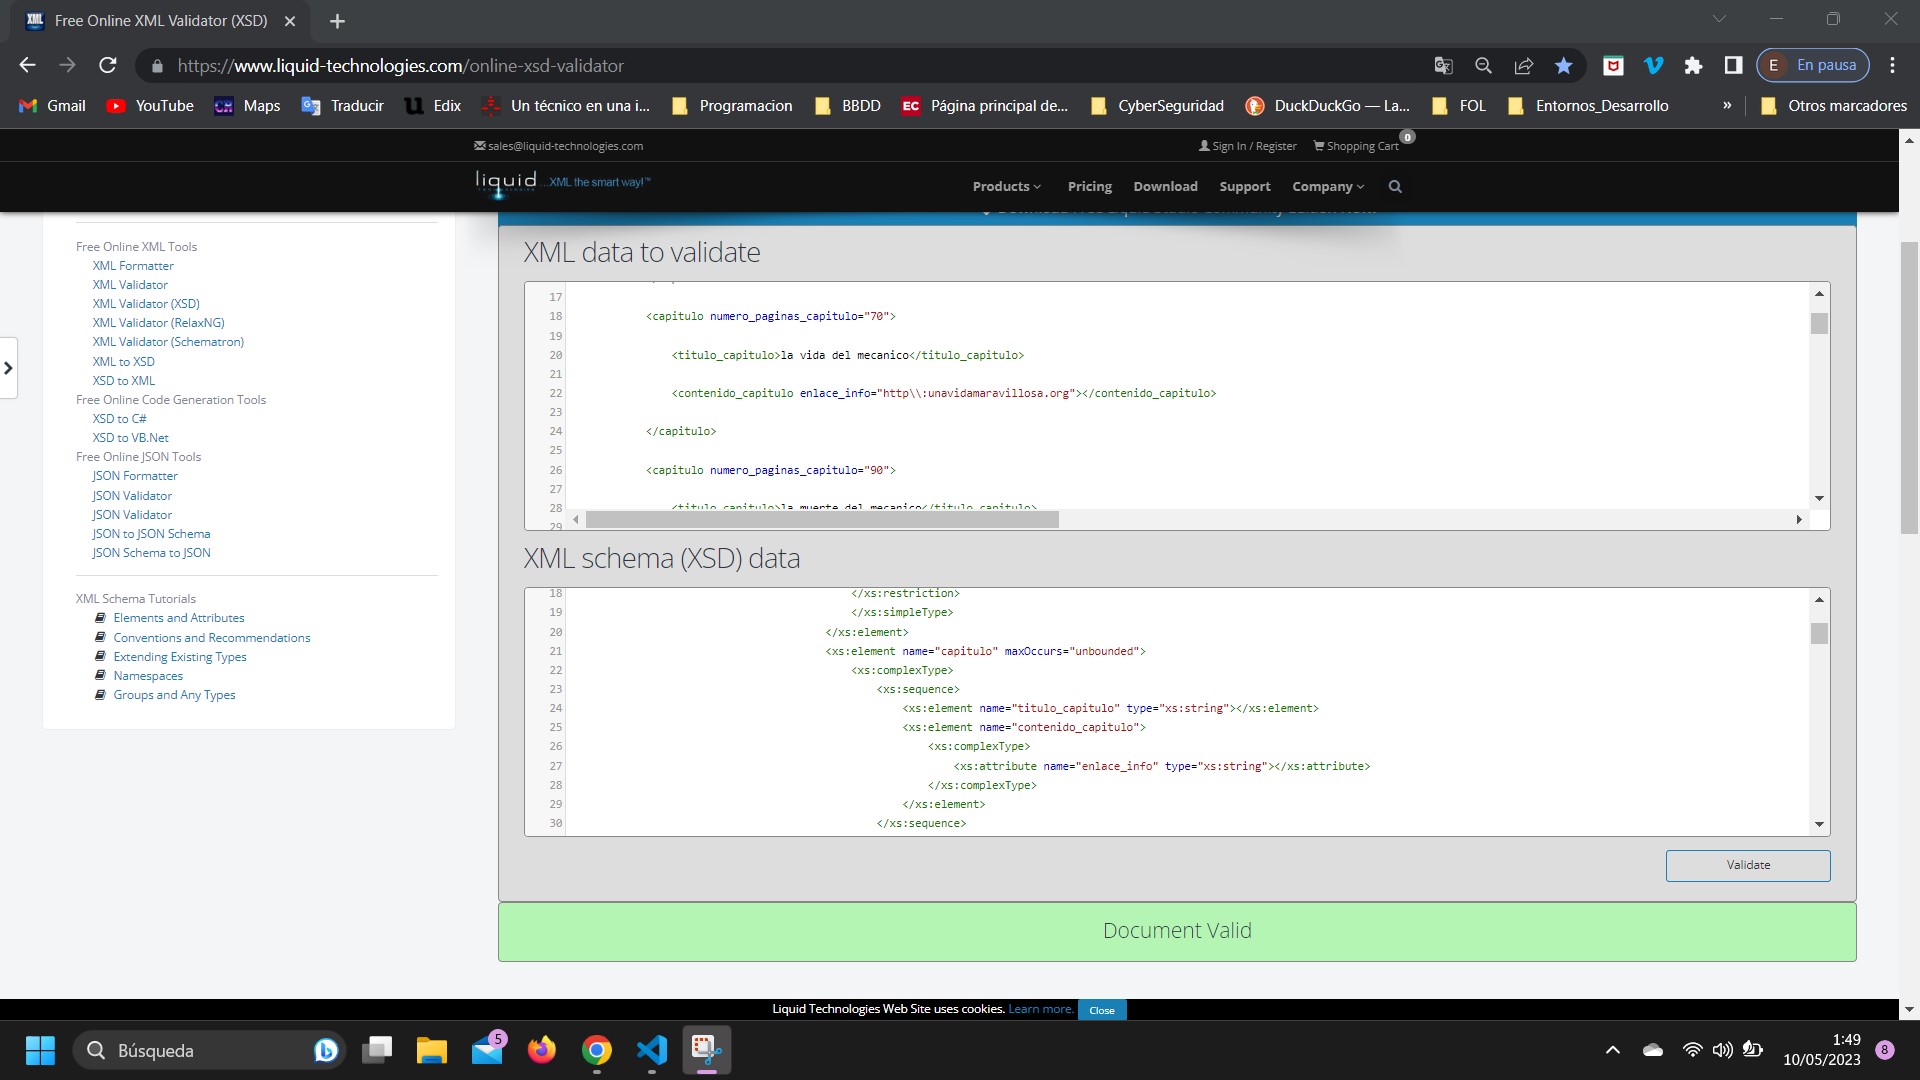 Free Online XML Validator (XSD)
https://www.liquid-technologies.com/online-xsd-validator
E En pausa
Gmail YouTube Maps Traducir Edix Un técnico en una i... Programacion BBDD EC Página principal de... CyberSeguridad DuckDuckGo — La... FOL Entornos_Desarrollo » Otros marcadores
sales@liquid-technologies.com Sign In / Register Shopping Cart 0
liquid ...XML the smart way!™ Products Pricing Download Support Company
Free Online XML Tools
XML Formatter
XML Validator
XML Validator (XSD)
XML Validator (RelaxNG)
XML Validator (Schematron)
XML to XSD
XSD to XML
Free Online Code Generation Tools
XSD to C#
XSD to VB.Net
Free Online JSON Tools
JSON Formatter
JSON Validator
JSON Validator
JSON to JSON Schema
JSON Schema to JSON
XML Schema Tutorials
Elements and Attributes
Conventions and Recommendations
Extending Existing Types
Namespaces
Groups and Any Types
XML data to validate
17
18 <capitulo numero_paginas_capitulo="70">
19
20 <titulo_capitulo>la vida del mecanico</titulo_capitulo>
21
22 <contenido_capitulo enlace_info="http\\:unavidamaravillosa.org"></contenido_capitulo>
23
24 </capitulo>
25
26 <capitulo numero_paginas_capitulo="90">
27
28 <titulo_capitulo>la muerte del mecanico</titulo_capitulo>
29
XML schema (XSD) data
18 </xs:restriction>
19 </xs:simpleType>
20 </xs:element>
21 <xs:element name="capitulo" maxOccurs="unbounded">
22 <xs:complexType>
23 <xs:sequence>
24 <xs:element name="titulo_capitulo" type="xs:string"></xs:element>
25 <xs:element name="contenido_capitulo">
26 <xs:complexType>
27 <xs:attribute name="enlace_info" type="xs:string"></xs:attribute>
28 </xs:complexType>
29 </xs:element>
30 </xs:sequence>
Validate
Document Valid
Liquid Technologies Web Site uses cookies. Learn more. Close
Búsqueda
5
1:49
10/05/2023
8